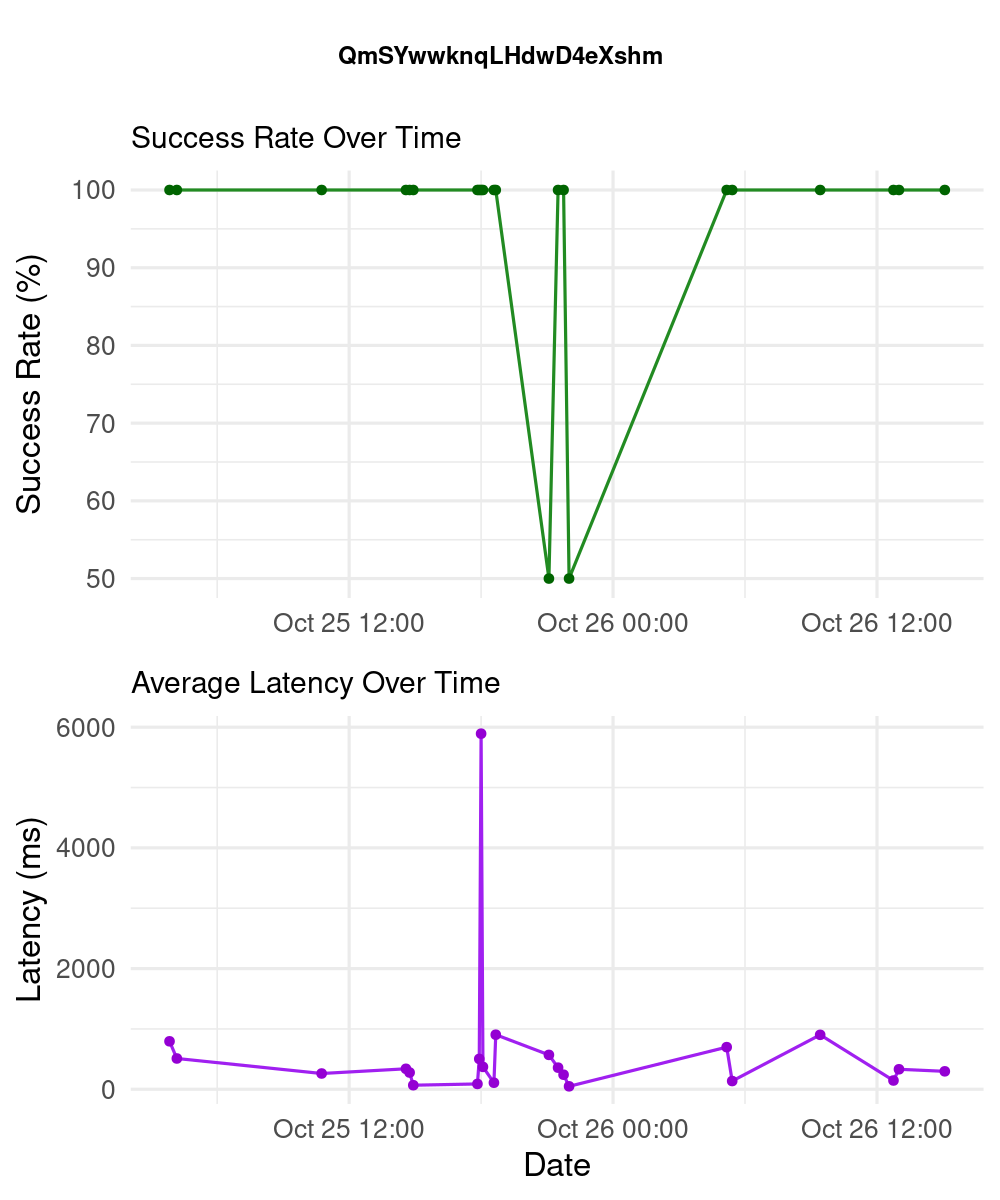 QmSYwwknqLHdwD4eXshm
Success Rate Over Time
Success Rate (%)
100
90
80
70
60
50
Oct 25 12:00 Oct 26 00:00 Oct 26 12:00
Average Latency Over Time
Latency (ms)
6000
4000
2000
0
Oct 25 12:00 Oct 26 00:00 Oct 26 12:00
Date